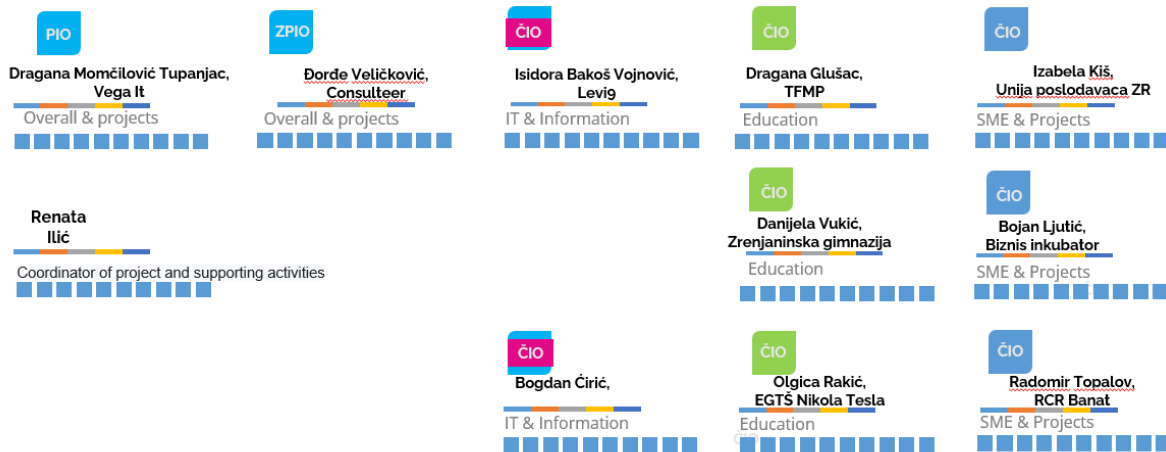 PIO
Dragana Momčilović Tupanjac,
Vega It
Overall & projects
ZPIO
Đorđe Veličković,
Consulteer
Overall & projects
ČIO
Isidora Bakoš Vojnović,
Levi9
IT & Information
ČIO
Dragana Glušac,
TFMP
Education
ČIO
Izabela Kiš,
Unija poslodavaca ZR
SME & Projects
Renata
Ilić
Coordinator of project and supporting activities
ČIO
Danijela Vukić,
Zrenjaninska gimnazija
Education
ČIO
Bojan Ljutić,
Biznis inkubator
SME & Projects
ČIO
Bogdan Ćirić,
IT & Information
ČIO
Olgica Rakić,
EGTŠ Nikola Tesla
Education
ČIO
ČIO
Radomir Topalov,
RCR Banat
SME & Projects